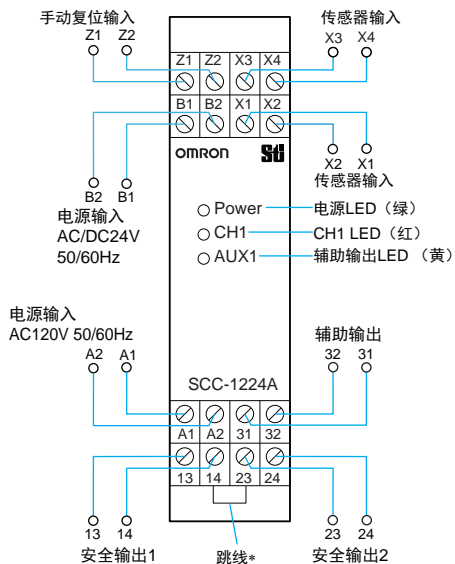 手动复位输入
Z1 Z2
传感器输入
X3 X4
Z1 Z2 X3 X4
B1 B2 X1 X2
OMRON STI
B2 B1
X2 X1
传感器输入
电源输入
AC/DC24V
50/60Hz
Power 电源LED（绿）
CH1 CH1 LED（红）
AUX1 辅助输出LED （黄）
电源输入
AC120V 50/60Hz
A2 A1
辅助输出
32 31
SCC-1224A
A1 A2 31 32
13 14 23 24
13 14
安全输出1
跳线*
23 24
安全输出2